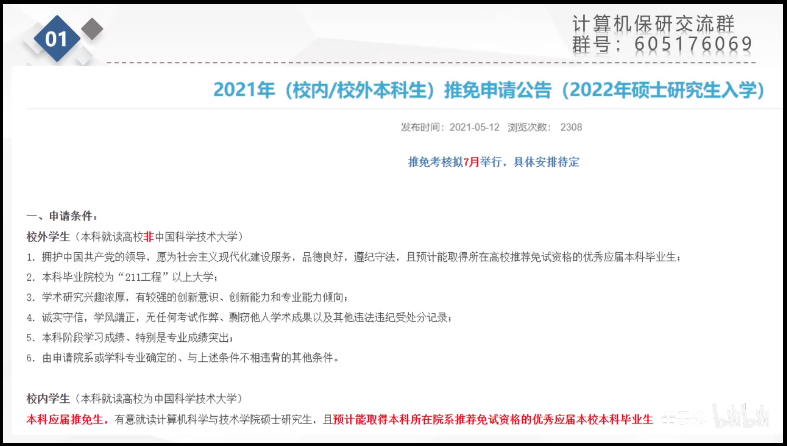 01
计算机保研交流群
群号：605176069
2021年（校内/校外本科生）推免申请公告（2022年硕士研究生入学）
发布时间：2021-05-12 浏览次数： 2308
推免考核拟7月举行，具体安排待定
一、申请条件：
校外学生（本科就读高校非中国科学技术大学）
1．拥护中国共产党的领导，愿为社会主义现代化建设服务，品德良好，遵纪守法，且预计能取得所在高校推荐免试资格的优秀应届本科毕业生；
2．本科毕业院校为“211工程”以上大学；
3．学术研究兴趣浓厚，有较强的创新意识、创新能力和专业能力倾向；
4．诚实守信，学风端正，无任何考试作弊、剽窃他人学术成果以及其他违法违纪受处分记录；
5．本科阶段学习成绩、特别是专业成绩突出；
6．由申请院系或学科专业确定的、与上述条件不相违背的其他条件。
校内学生（本科就读高校为中国科学技术大学）
本科应届推免生，有意就读计算机科学与技术学院硕士研究生，且预计能取得本科所在院系推荐免试资格的优秀应届本校本科毕业生
bilibili